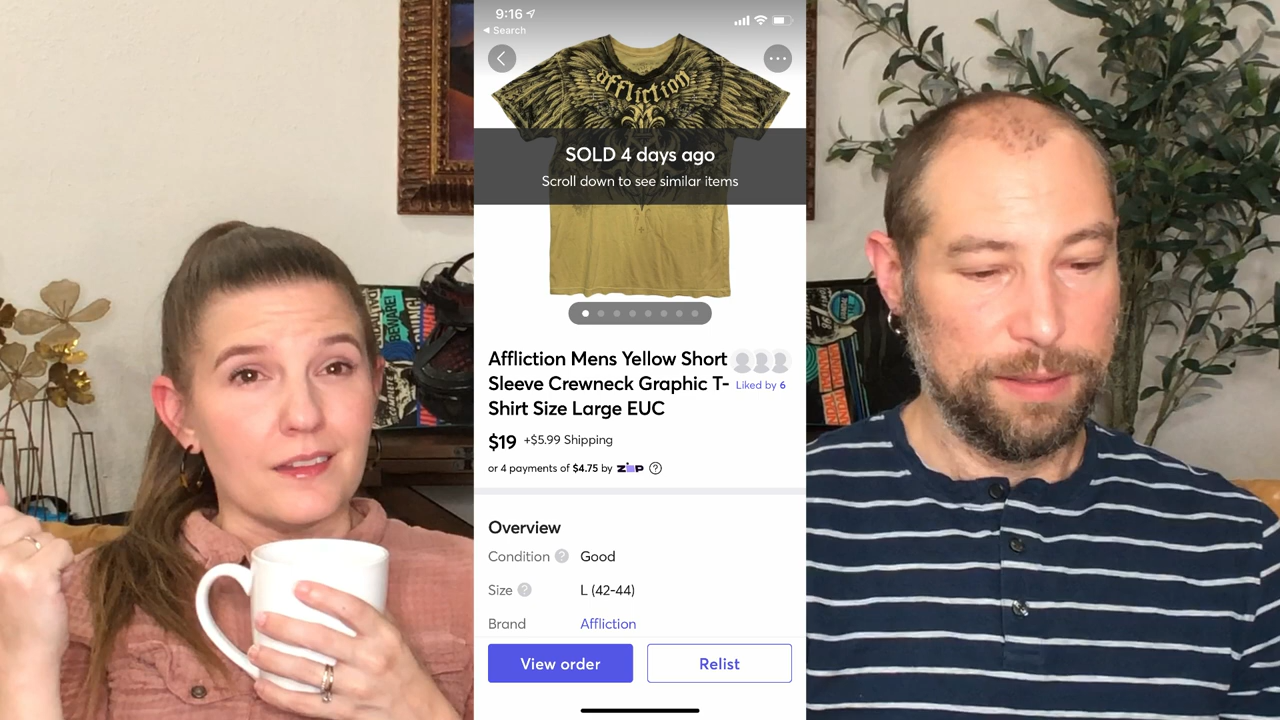 9:16
Search
affliction
SOLD 4 days ago
Scroll down to see similar items
Affliction Mens Yellow Short
Sleeve Crewneck Graphic T-
Shirt Size Large EUC
Liked by 6
$19 +$5.99 Shipping
or 4 payments of $4.75 by ZIP ?
Overview
Condition ? Good
Size ? L (42-44)
Brand Affliction
View order
Relist
BEWARE!